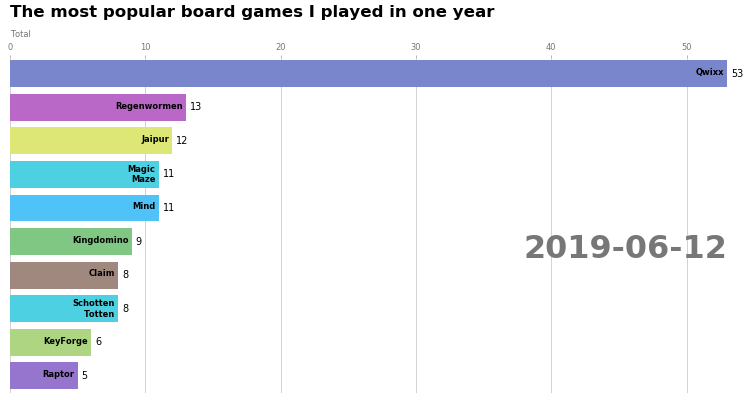 The most popular board games I played in one year
Total
0 10 20 30 40 50
Qwixx 53
Regenwormen 13
Jaipur 12
Magic
Maze 11
Mind 11
Kingdomino 9
2019-06-12
Claim 8
Schotten
Totten 8
KeyForge 6
Raptor 5